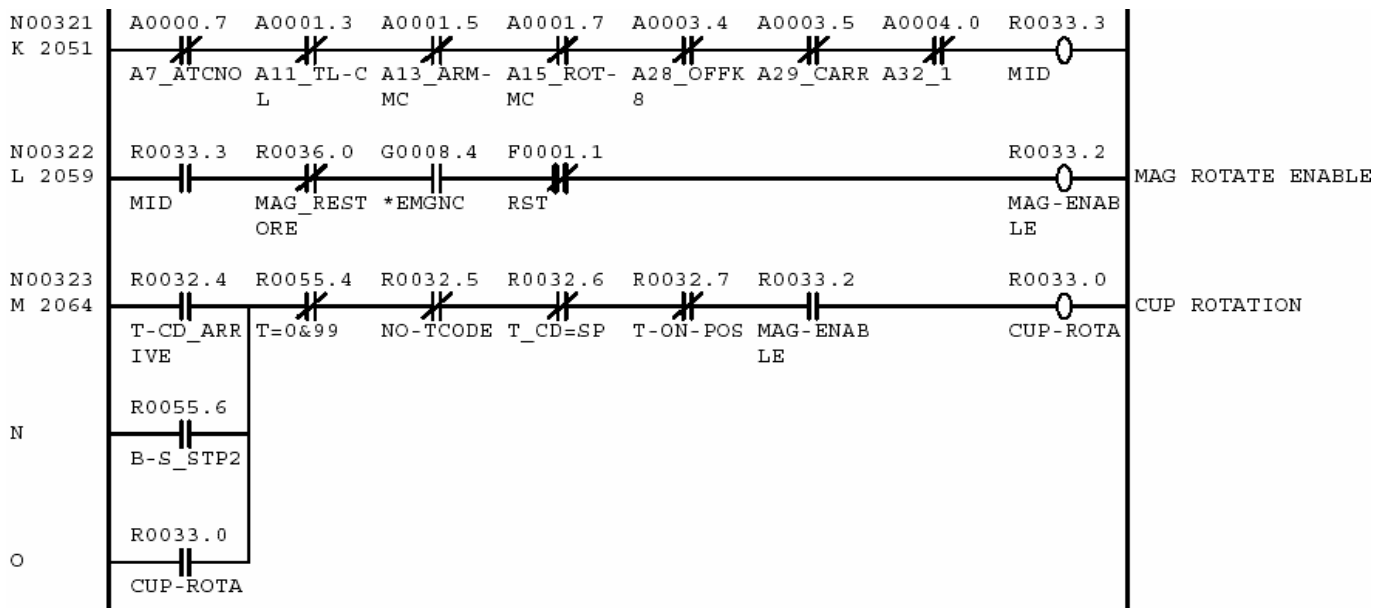 N00321 A0000.7 A0001.3 A0001.5 A0001.7 A0003.4 A0003.5 A0004.0 R0033.3
K 2051
A7_ATCNO A11_TL-C A13_ARM- A15_ROT- A28_OFFK A29_CARR A32_1 MID
L MC MC 8
N00322 R0033.3 R0036.0 G0008.4 F0001.1 R0033.2
L 2059 MAG ROTATE ENABLE
MID MAG_REST *EMGNC RST MAG-ENAB
ORE LE
N00323 R0032.4 R0055.4 R0032.5 R0032.6 R0032.7 R0033.2 R0033.0
M 2064 CUP ROTATION
T-CD_ARR T=0&99 NO-TCODE T_CD=SP T-ON-POS MAG-ENAB CUP-ROTA
IVE LE
R0055.6
N
B-S_STP2
R0033.0
O
CUP-ROTA